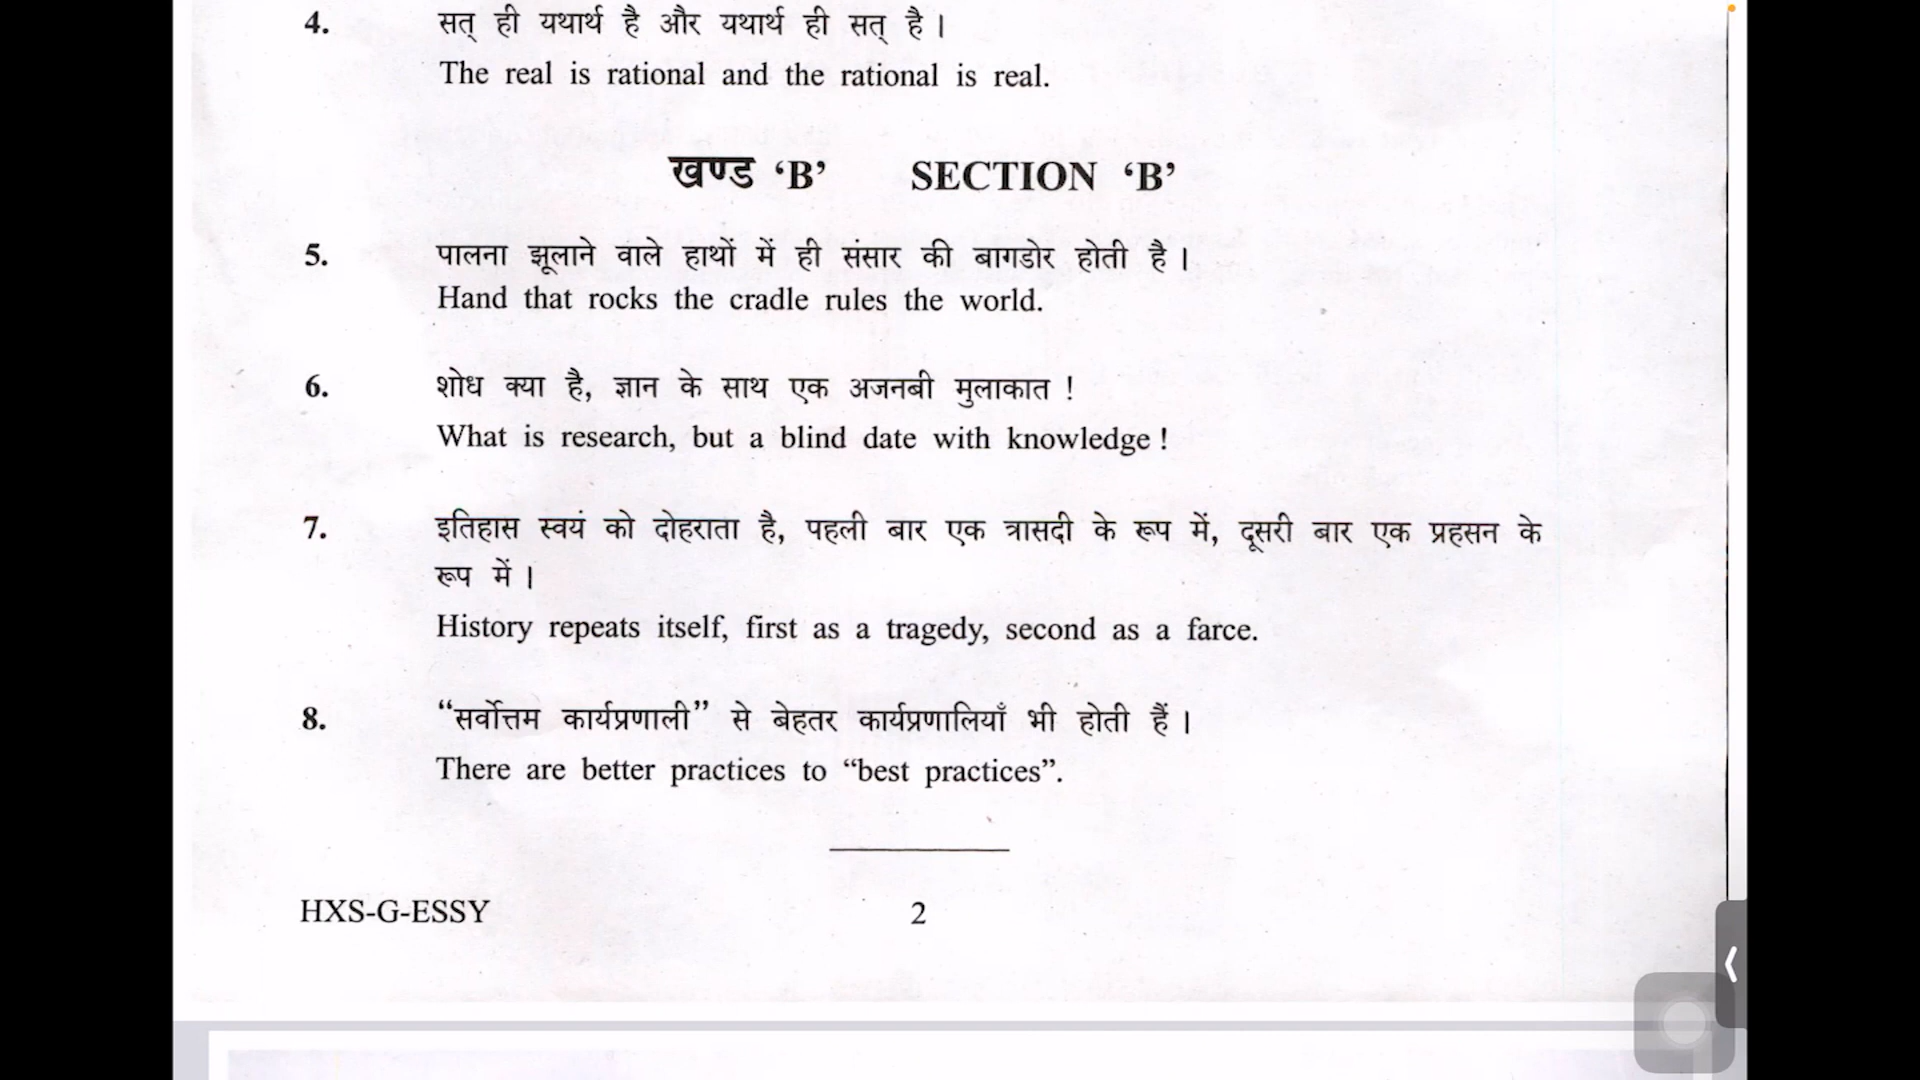 4. सत् ही यथार्थ है और यथार्थ ही सत् है।
The real is rational and the rational is real.
खण्ड ‘B’ SECTION ‘B’
5. पालना झूलाने वाले हाथों में ही संसार की बागडोर होती है।
Hand that rocks the cradle rules the world.
6. शोध क्या है, ज्ञान के साथ एक अजनबी मुलाकात !
What is research, but a blind date with knowledge !
7. इतिहास स्वयं को दोहराता है, पहली बार एक त्रासदी के रूप में, दूसरी बार एक प्रहसन के
रूप में।
History repeats itself, first as a tragedy, second as a farce.
8. “सर्वोत्तम कार्यप्रणाली” से बेहतर कार्यप्रणालियाँ भी होती हैं।
There are better practices to “best practices”.
HXS-G-ESSY 2